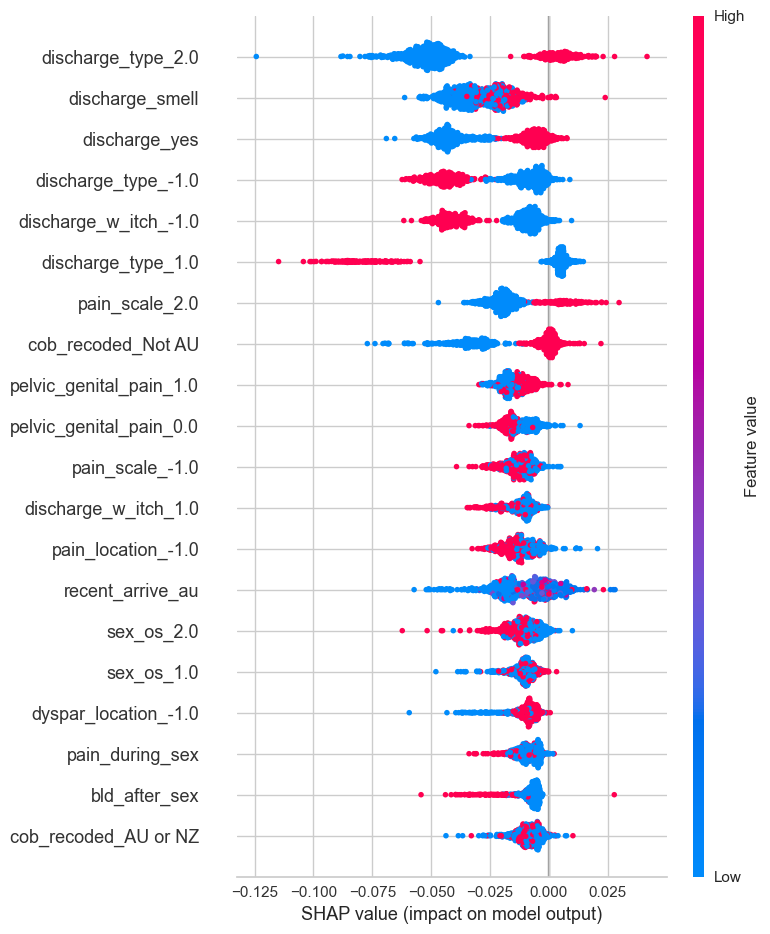 High
discharge_type_2.0
discharge_smell
discharge_yes
discharge_type_-1.0
discharge_w_itch_-1.0
discharge_type_1.0
pain_scale_2.0
cob_recoded_Not AU
pelvic_genital_pain_1.0
pelvic_genital_pain_0.0
pain_scale_-1.0
discharge_w_itch_1.0
pain_location_-1.0
recent_arrive_au
sex_os_2.0
sex_os_1.0
dyspar_location_-1.0
pain_during_sex
bld_after_sex
cob_recoded_AU or NZ
Feature value
Low
−0.125 −0.100 −0.075 −0.050 −0.025 0.000 0.025
SHAP value (impact on model output)